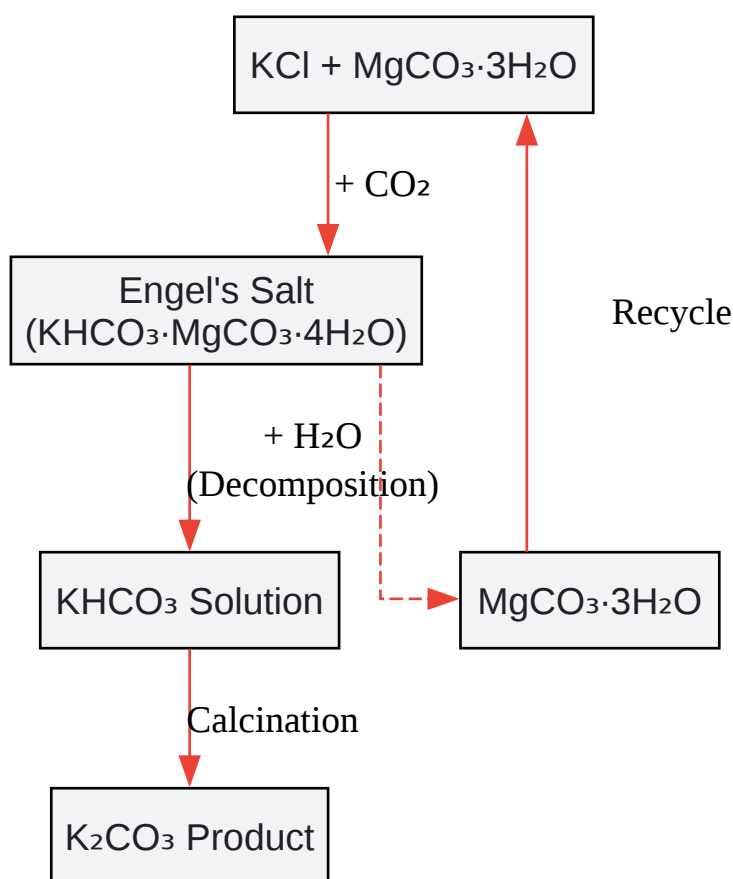 KCl + MgCO₃·3H₂O
+ CO₂
Engel's Salt
(KHCO₃·MgCO₃·4H₂O)
Recycle
+ H₂O
(Decomposition)
KHCO₃ Solution
MgCO₃·3H₂O
Calcination
K₂CO₃ Product